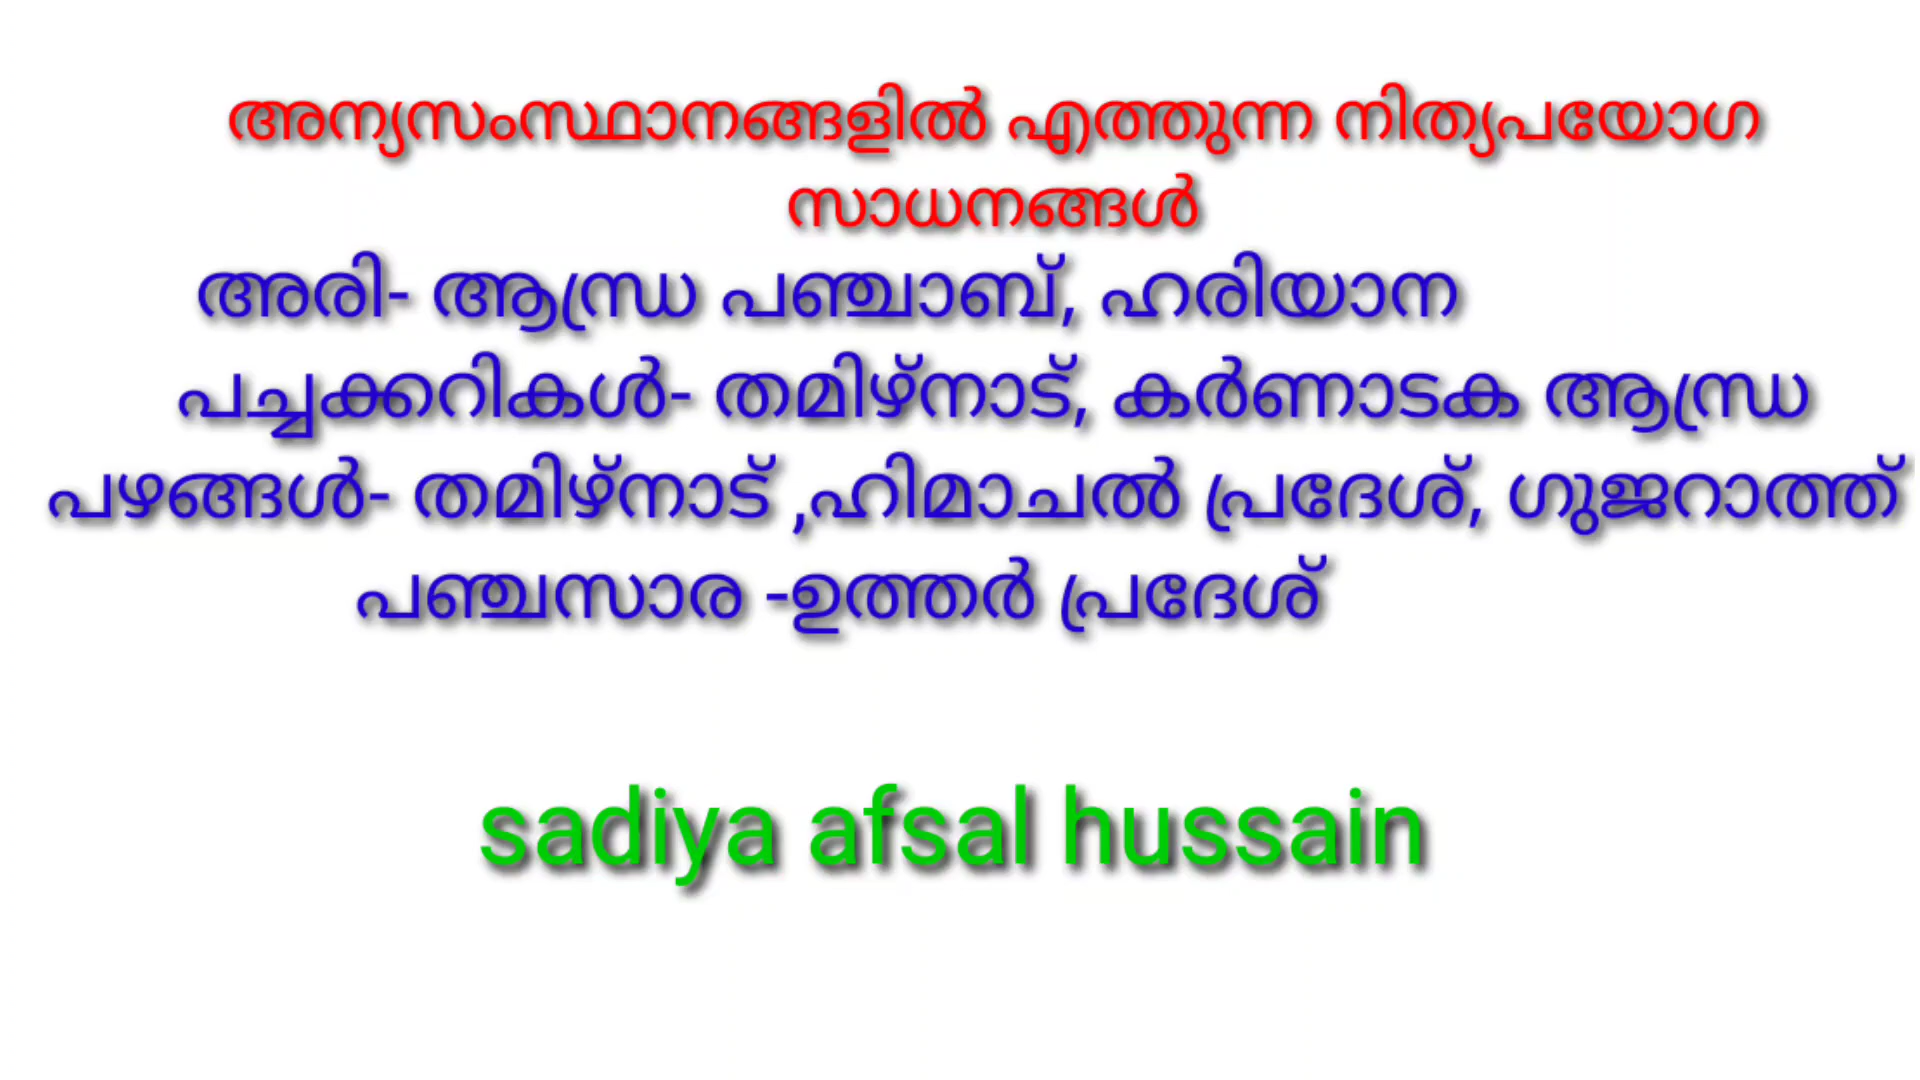 അന്യസംസ്ഥാനങ്ങളിൽ എത്തുന്ന നിത്യപയോഗ
സാധനങ്ങൾ
അരി- ആന്ധ്ര പഞ്ചാബ്, ഹരിയാന
പച്ചക്കറികൾ- തമിഴ്നാട്, കർണാടക ആന്ധ്ര
പഴങ്ങൾ- തമിഴ്നാട് ,ഹിമാചൽ പ്രദേശ്, ഗുജറാത്ത്
പഞ്ചസാര -ഉത്തർ പ്രദേശ്
sadiya afsal hussain